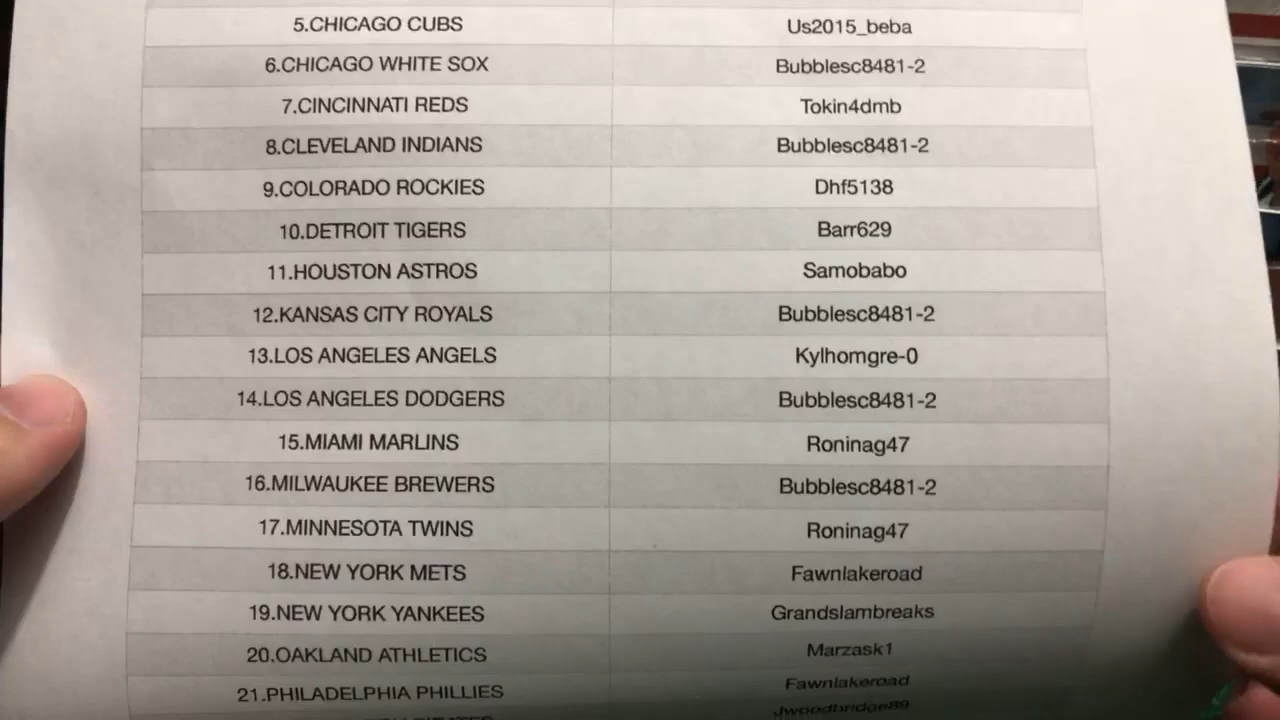 5.CHICAGO CUBS Us2015_beba
6.CHICAGO WHITE SOX Bubblesc8481-2
7.CINCINNATI REDS Tokin4dmb
8.CLEVELAND INDIANS Bubblesc8481-2
9.COLORADO ROCKIES Dhf5138
10.DETROIT TIGERS Barr629
11.HOUSTON ASTROS Samobabo
12.KANSAS CITY ROYALS Bubblesc8481-2
13.LOS ANGELES ANGELS Kylhomgre-0
14.LOS ANGELES DODGERS Bubblesc8481-2
15.MIAMI MARLINS Roninag47
16.MILWAUKEE BREWERS Bubblesc8481-2
17.MINNESOTA TWINS Roninag47
18.NEW YORK METS Fawnlakeroad
19.NEW YORK YANKEES Grandslambreaks
20.OAKLAND ATHLETICS Marzask1
21.PHILADELPHIA PHILLIES Fawnlakeroad
Jwoodbridge89